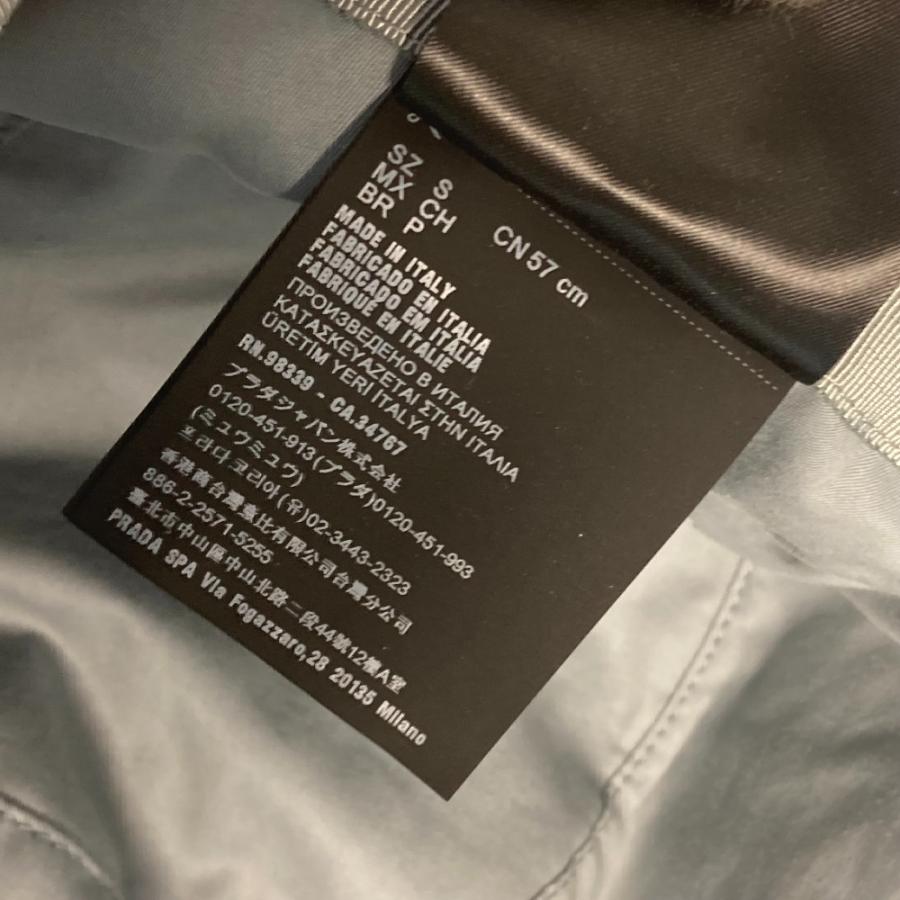 SZ S
MX CH CN 57 cm
BR P
MADE IN ITALY
FABRICADO EN ITALIA
FABRICADO EM ITÁLIA
FABRIQUÉ EN ITALIE
ПРОИЗВЕДЕНО В ИТАЛИЯ
ΚΑΤΑΣΚΕΥΑΖΕΤΑΙ ΣΤΗΝ ΙΤΑΛΙΑ
ÜRETİM YERİ İTALYA
RN.98339 - CA.34767
プラダジャパン株式会社
0120-451-913(プラダ)0120-451-993
(ミュウミュウ)
프라다코리아(유)02-3443-2323
香港商台灣奧比有限公司台灣分公司
886-2-2571-5255
臺北市中山區中山北路二段44號12樓A室
PRADA SPA Via Fogazzaro,28 20135 Milano